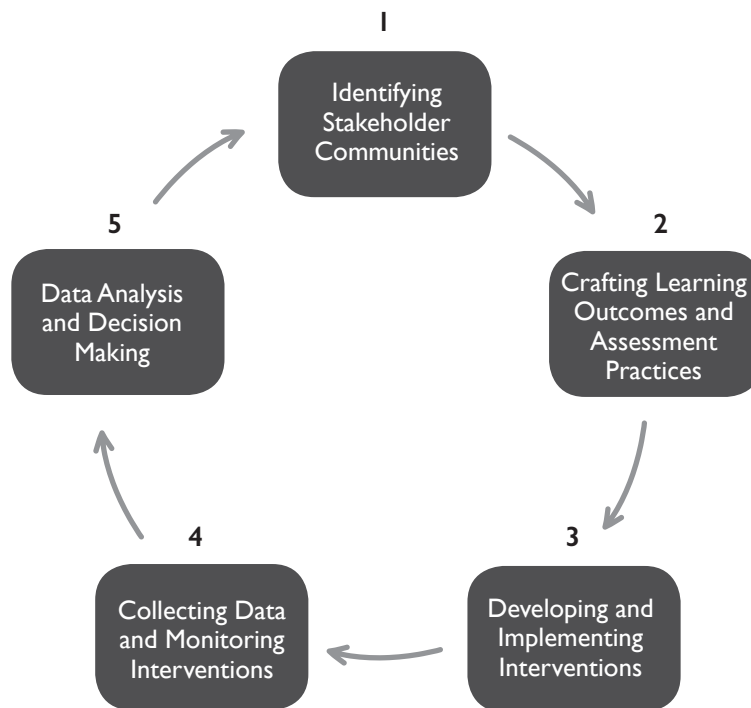 1
Identifying
Stakeholder
Communities
2
Crafting Learning
Outcomes and
Assessment
Practices
3
Developing and
Implementing
Interventions
4
Collecting Data
and Monitoring
Interventions
5
Data Analysis
and Decision
Making